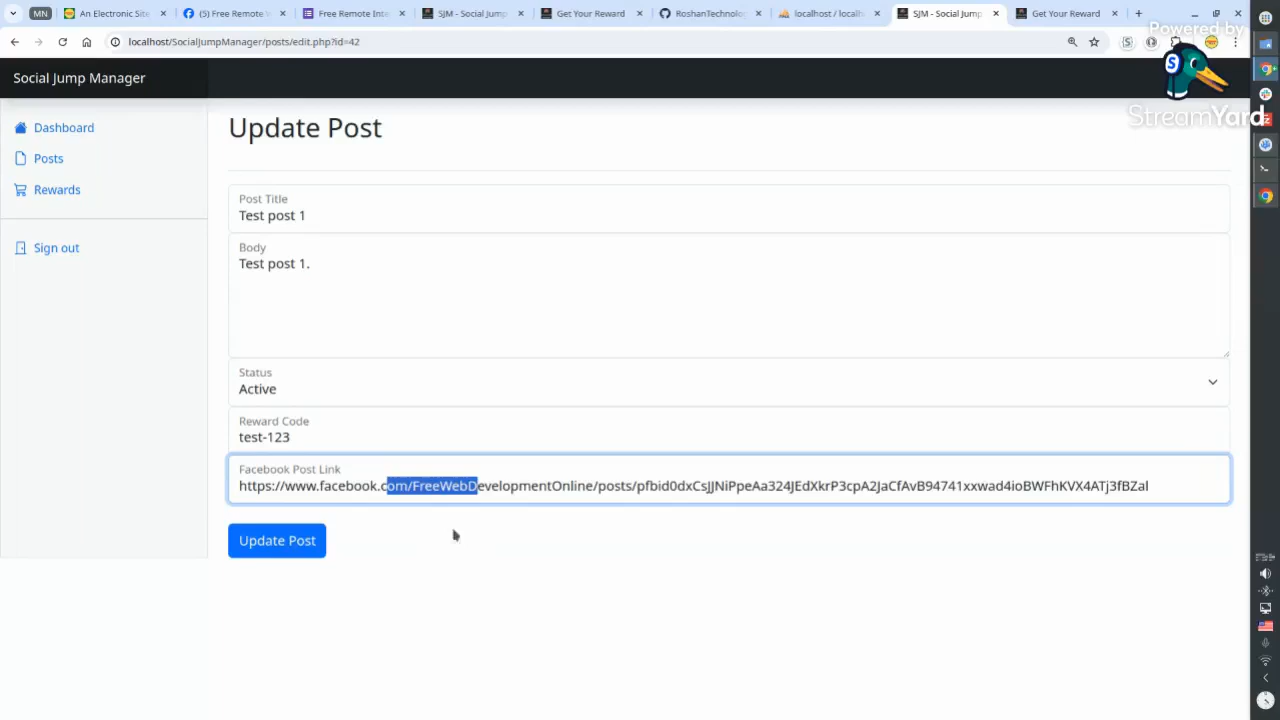 MN
An Electronic Site
(5) Free Remote
Free Remote Inte
SJM - Social Jump
Get Your Reward
RoshanTechnolo
localhost / localh
SJM - Social Jump
Get Your Reward
localhost/SocialJumpManager/posts/edit.php?id=42
Powered by
StreamYard
Social Jump Manager
Dashboard
Posts
Rewards
Sign out
Update Post
Post Title
Test post 1
Body
Test post 1.
Status
Active
Reward Code
test-123
Facebook Post Link
https://www.facebook.com/FreeWebDevelopmentOnline/posts/pfbid0dxCsJJNiPpeAa324JEdXkrP3cpA2JaCfAvB94741xxwad4ioBWFhKVX4ATj3fBZal
Update Post